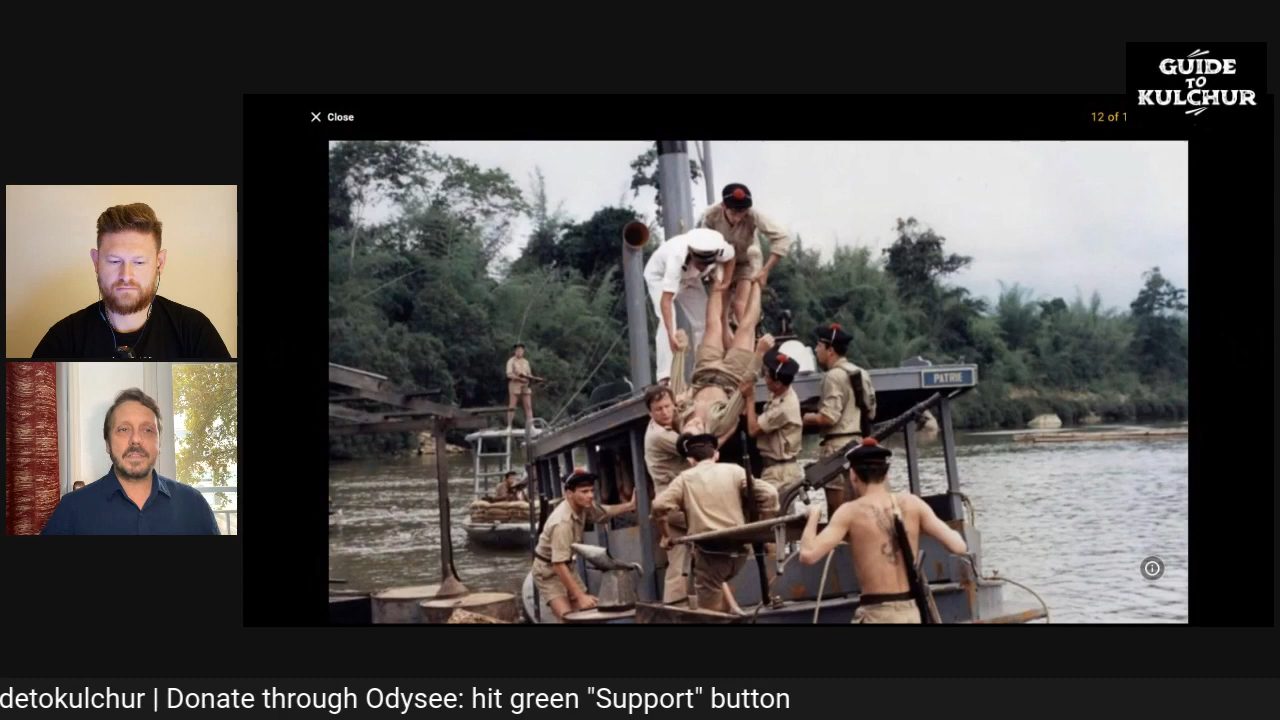 GUIDE
TO
KULCHUR
Close
12 of 1
PATRIE
detokulchur | Donate through Odysee: hit green "Support" button